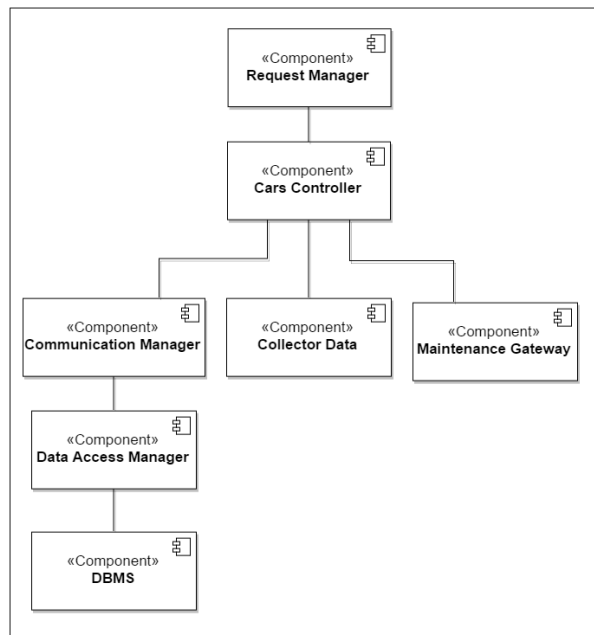 «Component»
Request Manager
«Component»
Cars Controller
«Component»
Communication Manager
«Component»
Collector Data
«Component»
Maintenance Gateway
«Component»
Data Access Manager
«Component»
DBMS